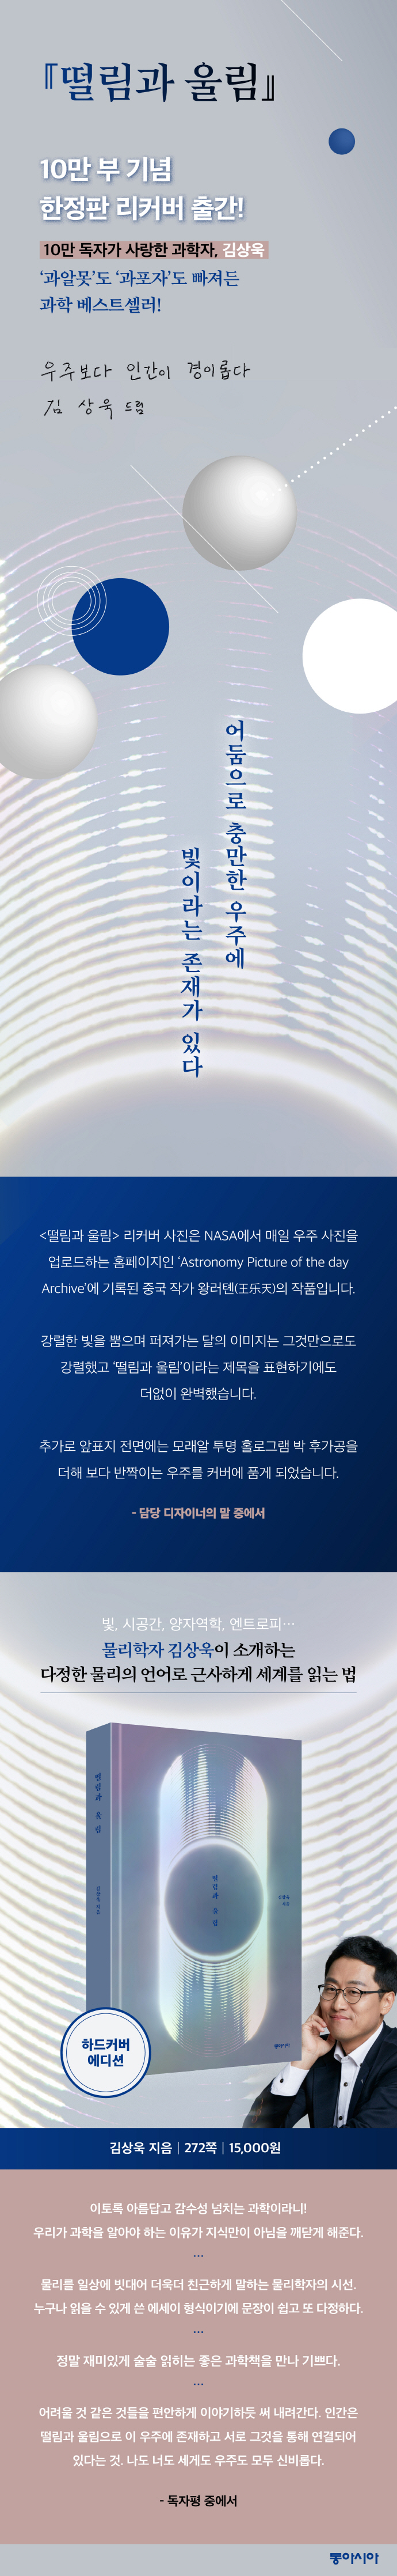 『떨림과 울림』
10만 부 기념
한정판 리커버 출간!
10만 독자가 사랑한 과학자, 김상욱
‘과알못’도 ‘과포자’도 빠져든
과학 베스트셀러!
우주보다 인간이 경이롭다
김 상욱 드림
어둠으로 충만한 우주에
빛이라는 존재가 있다
<떨림과 울림> 리커버 사진은 NASA에서 매일 우주 사진을
업로드하는 홈페이지인 ‘Astronomy Picture of the day
Archive’에 기록된 중국 작가 왕러톈(王乐天)의 작품입니다.
강렬한 빛을 뿜으며 퍼져가는 달의 이미지는 그것만으로도
강렬했고 ‘떨림과 울림’이라는 제목을 표현하기에도
더없이 완벽했습니다.
추가로 앞표지 전면에는 모래알 투명 홀로그램 박 후가공을
더해 보다 반짝이는 우주를 커버에 품게 되었습니다.
- 담당 디자이너의 말 중에서
빛, 시공간, 양자역학, 엔트로피…
물리학자 김상욱이 소개하는
다정한 물리의 언어로 근사하게 세계를 읽는 법
떨림과 울림
김상욱 지음
떨림과 울림
김상욱
지음
동아시아
하드커버
에디션
김상욱 지음 | 272쪽 | 15,000원
이토록 아름답고 감수성 넘치는 과학이라니!
우리가 과학을 알아야 하는 이유가 지식만이 아님을 깨닫게 해준다.
…
물리를 일상에 빗대어 더욱더 친근하게 말하는 물리학자의 시선.
누구나 읽을 수 있게 쓴 에세이 형식이기에 문장이 쉽고 또 다정하다.
…
정말 재미있게 술술 읽히는 좋은 과학책을 만나 기쁘다.
…
어려울 것 같은 것들을 편안하게 이야기하듯 써 내려간다. 인간은
떨림과 울림으로 이 우주에 존재하고 서로 그것을 통해 연결되어
있다는 것. 나도 너도 세계도 우주도 모두 신비롭다.
- 독자평 중에서
동아시아